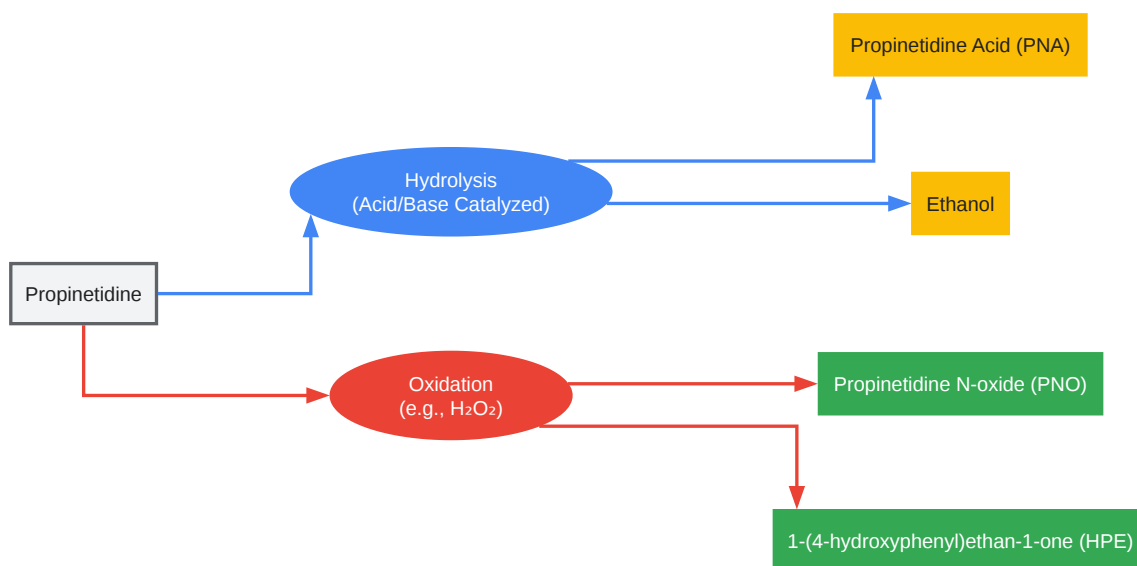 Propinetidine Acid (PNA)
Hydrolysis
(Acid/Base Catalyzed)
Ethanol
Propinetidine
Oxidation
(e.g., H₂O₂)
Propinetidine N-oxide (PNO)
1-(4-hydroxyphenyl)ethan-1-one (HPE)